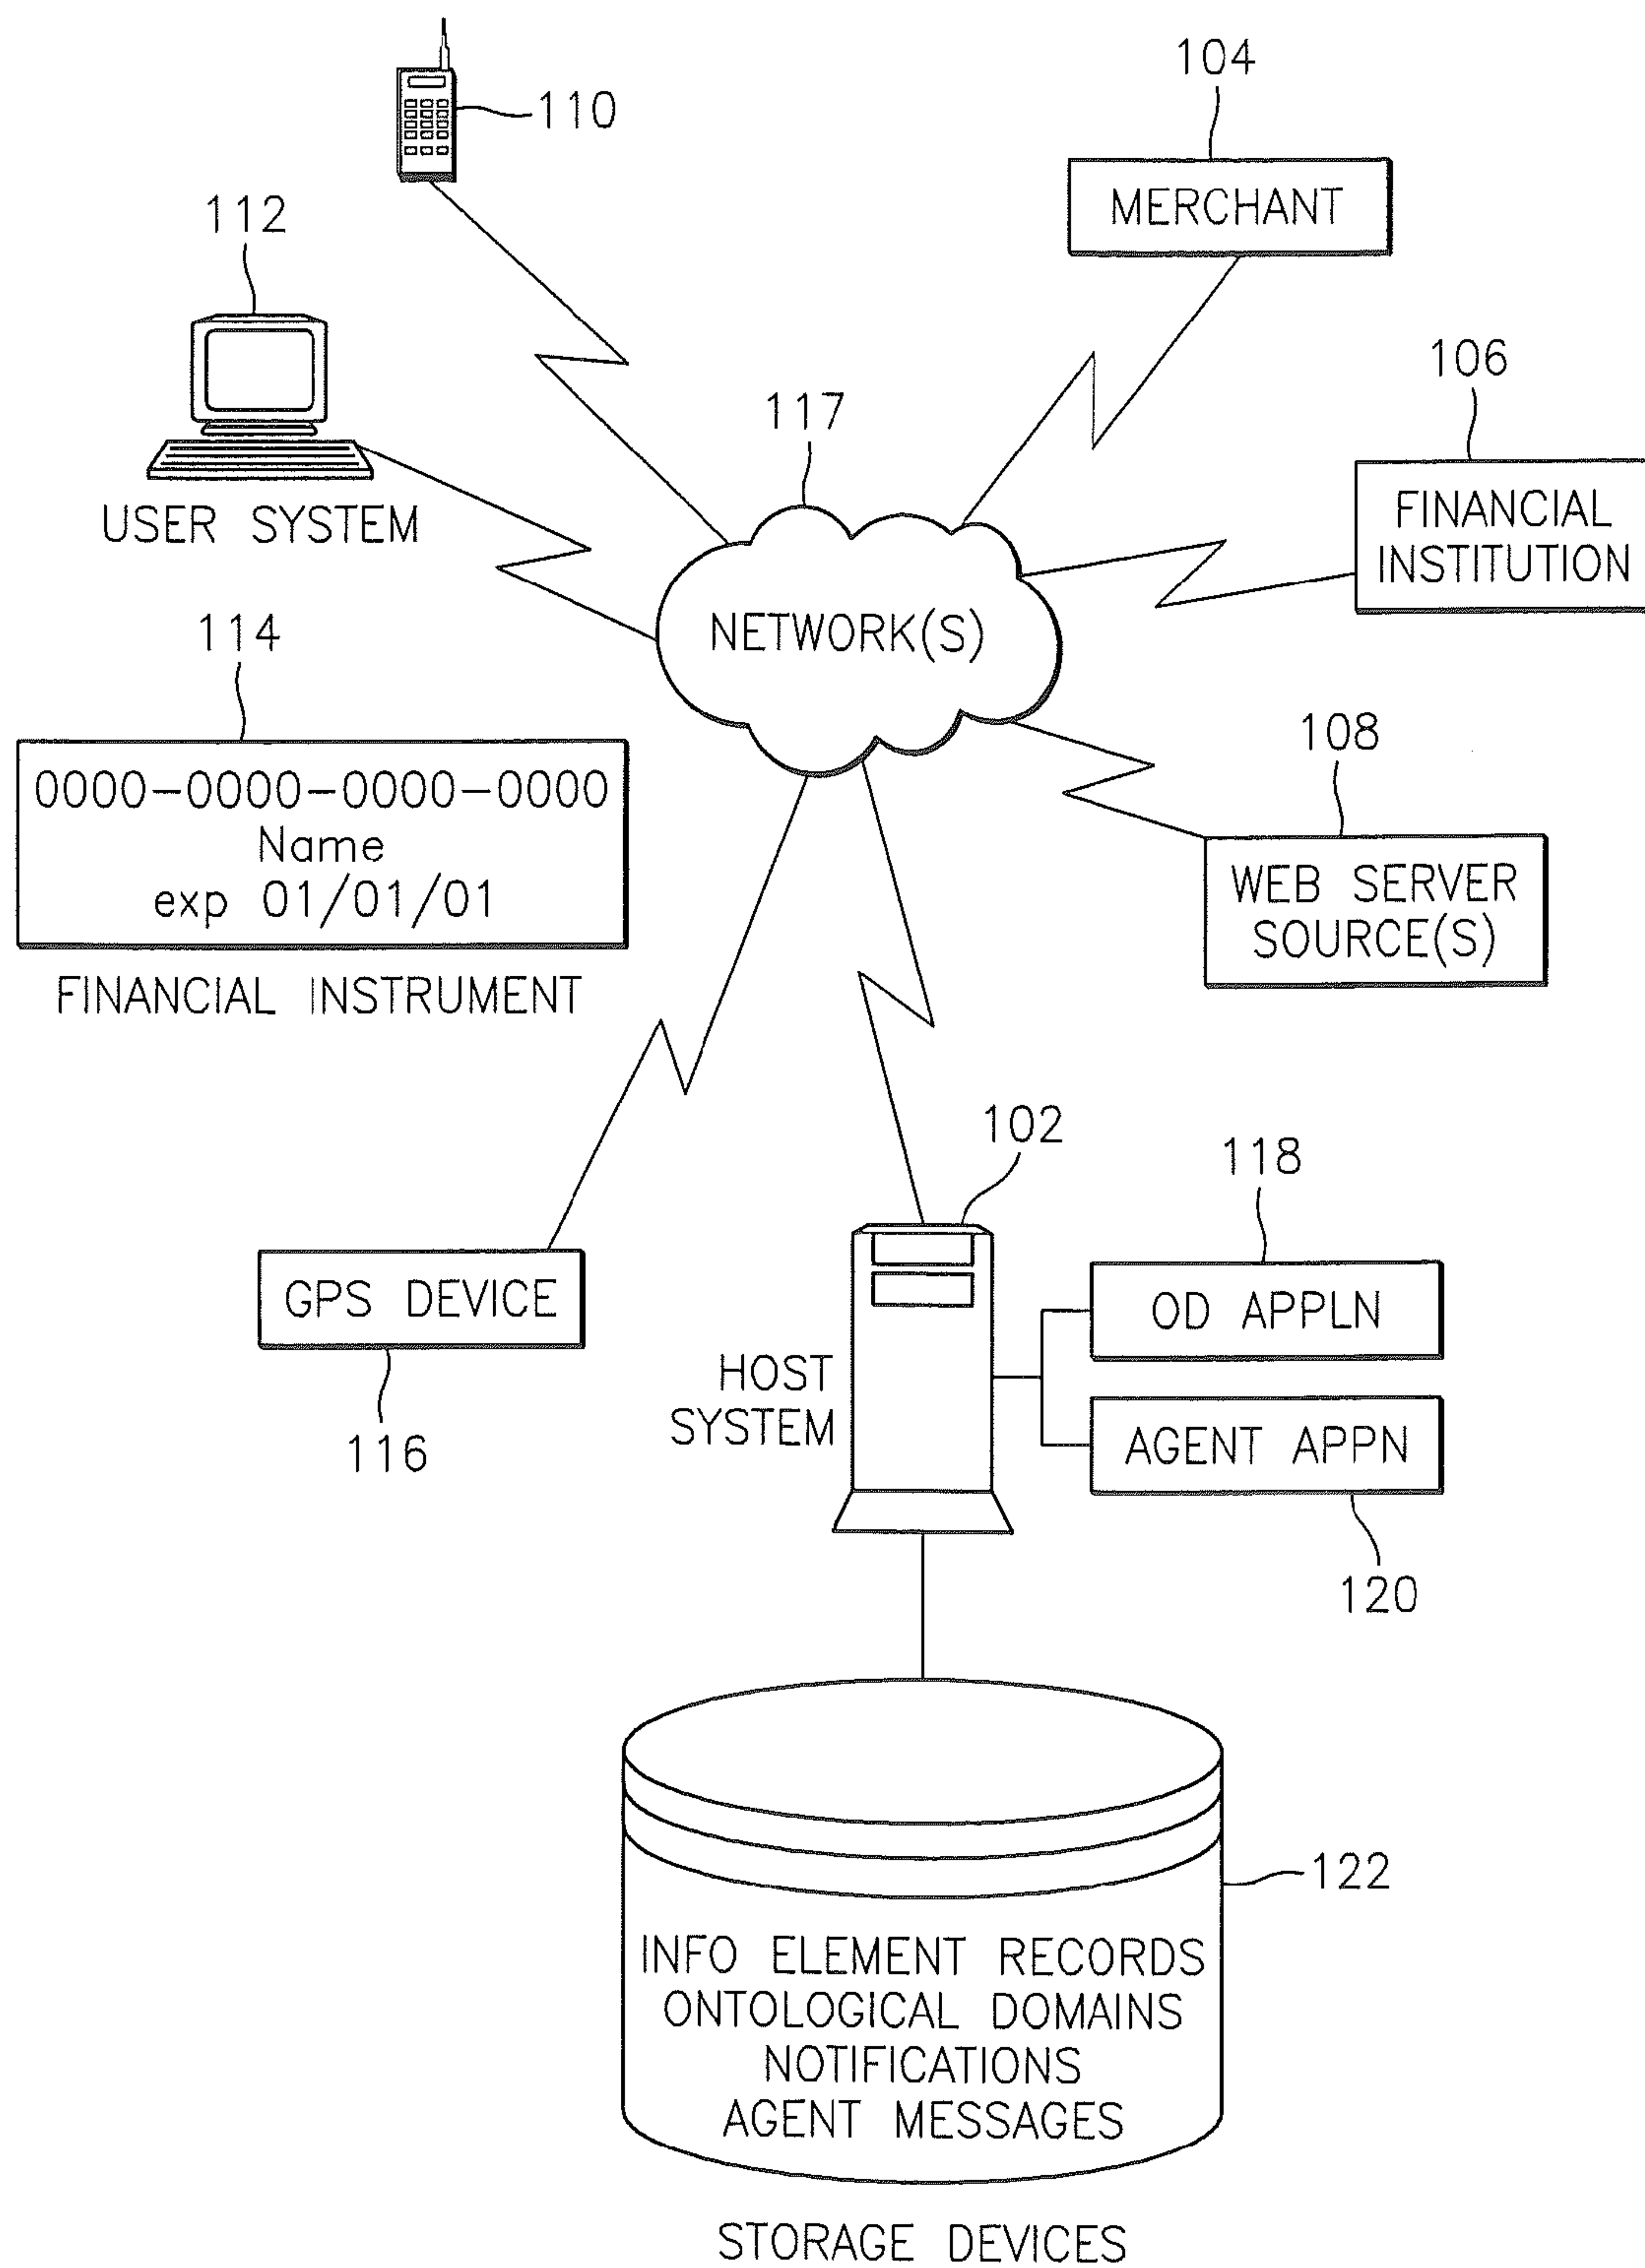 104
110
MERCHANT
112
106
117
FINANCIAL
INSTITUTION
USER SYSTEM
NETWORK(S)
114
108
0000-0000-0000-0000
Name
exp 01/01/01
WEB SERVER
SOURCE(S)
FINANCIAL INSTRUMENT
102
118
GPS DEVICE
OD APPLN
HOST
SYSTEM
116
AGENT APPN
120
122
INFO ELEMENT RECORDS
ONTOLOGICAL DOMAINS
NOTIFICATIONS
AGENT MESSAGES
STORAGE DEVICES